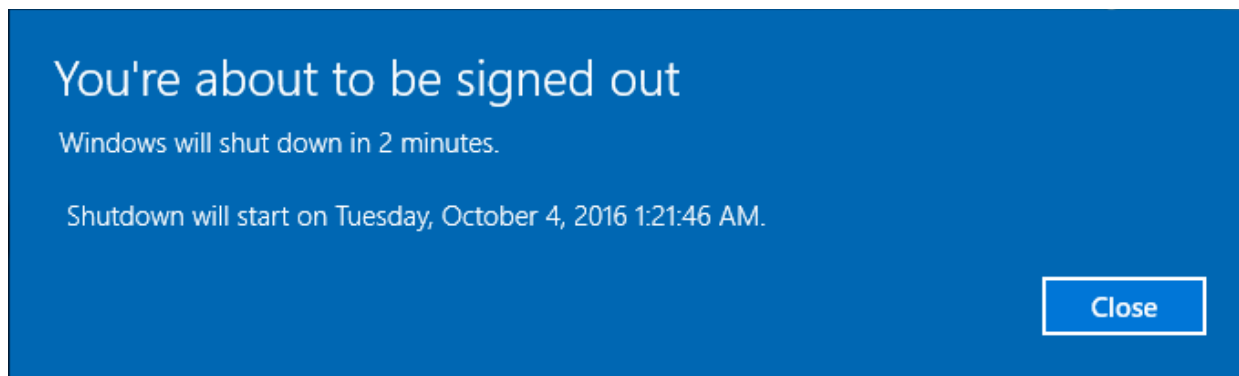 You're about to be signed out
Windows will shut down in 2 minutes.
Shutdown will start on Tuesday, October 4, 2016 1:21:46 AM.
Close